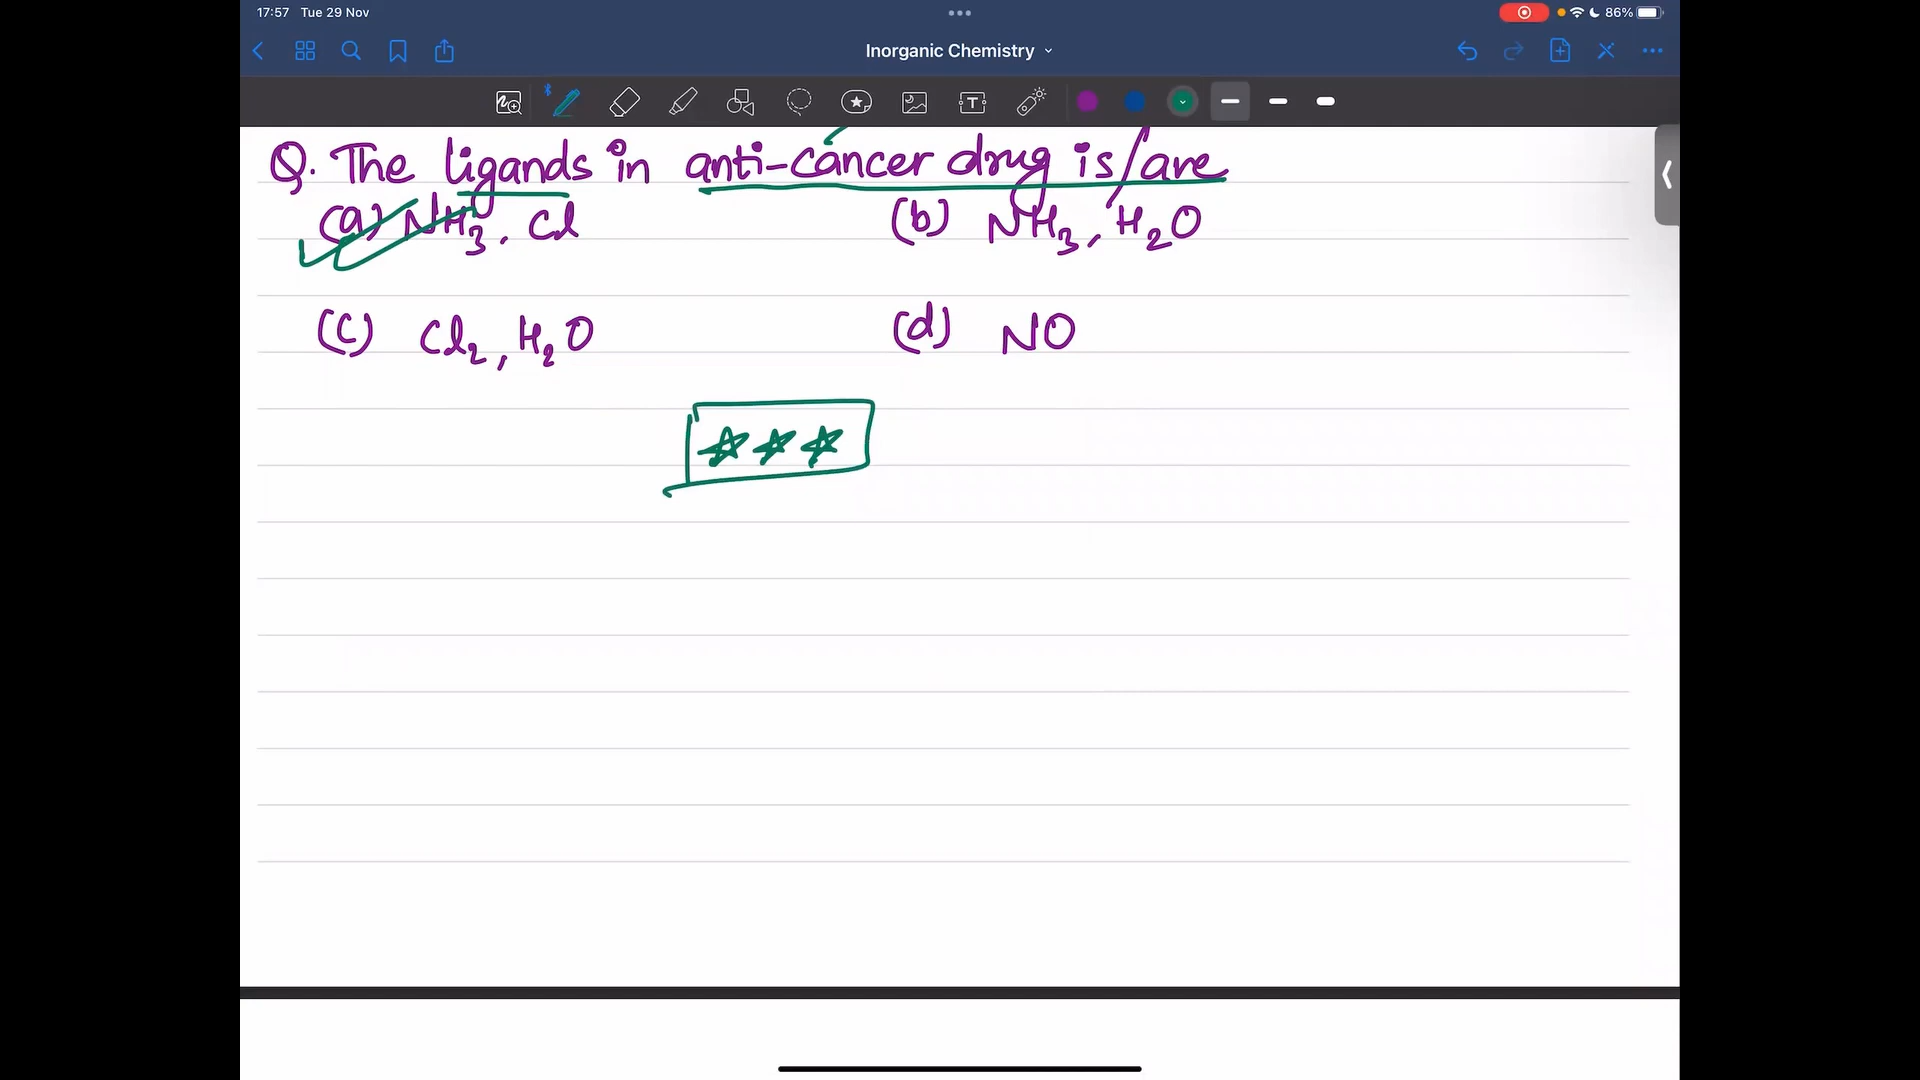 17:57 Tue 29 Nov
86%
Inorganic Chemistry
Q. The ligands in anti-cancer drug is/are
(a) NH₃, Cl (b) NH₃, H₂O
(c) Cl₂, H₂O (d) NO